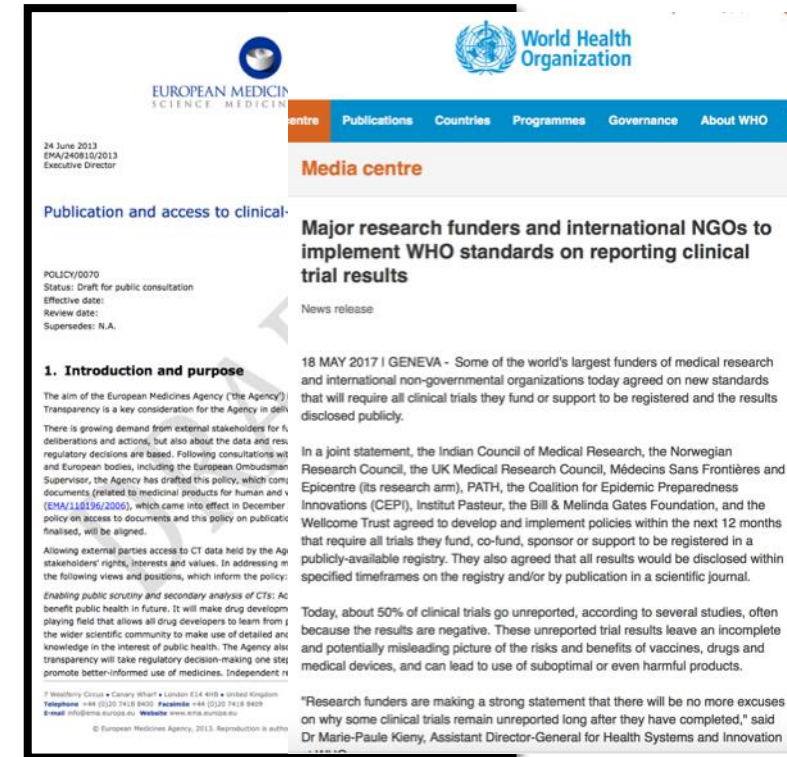 EUROPEAN MEDICIN
SCIENCE MEDICIN
24 June 2013
EMA/240810/2013
Executive Director
Publication and access to clinical-
POLICY/0070
Status: Draft for public consultation
Effective date:
Review date:
Supersedes: N.A.
1. Introduction and purpose
The aim of the European Medicines Agency ('the Agency')
Transparency is a key consideration for the Agency in deliv
There is growing demand from external stakeholders for fu
deliberations and actions, but also about the data and resu
regulatory decisions are based. Following consultations wit
and European bodies, including the European Ombudsman
Supervisor, the Agency has drafted this policy, which comp
documents (related to medicinal products for human and v
(EMA/110196/2006), which came into effect in December
policy on access to documents and this policy on publicatio
finalised, will be aligned.
Allowing external parties access to CT data held by the Age
stakeholders' rights, interests and values. In addressing m
the following views and positions, which inform the policy:
Enabling public scrutiny and secondary analysis of CTs: Ac
benefit public health in future. It will make drug developm
playing field that allows all drug developers to learn from p
the wider scientific community to make use of detailed and
knowledge in the interest of public health. The Agency also
transparency will take regulatory decision-making one step
promote better-informed use of medicines. Independent re
7 Westferry Circus • Canary Wharf • London E14 4HB • United Kingdom
Telephone +44 (0)20 7418 8400 Facsimile +44 (0)20 7418 8409
E-mail info@ema.europa.eu Website www.ema.europa.eu
© European Medicines Agency, 2013. Reproduction is autho
World Health
Organization
entre Publications Countries Programmes Governance About WHO
Media centre
Major research funders and international NGOs to
implement WHO standards on reporting clinical
trial results
News release
18 MAY 2017 | GENEVA - Some of the world's largest funders of medical research
and international non-governmental organizations today agreed on new standards
that will require all clinical trials they fund or support to be registered and the results
disclosed publicly.
In a joint statement, the Indian Council of Medical Research, the Norwegian
Research Council, the UK Medical Research Council, Médecins Sans Frontières and
Epicentre (its research arm), PATH, the Coalition for Epidemic Preparedness
Innovations (CEPI), Institut Pasteur, the Bill & Melinda Gates Foundation, and the
Wellcome Trust agreed to develop and implement policies within the next 12 months
that require all trials they fund, co-fund, sponsor or support to be registered in a
publicly-available registry. They also agreed that all results would be disclosed within
specified timeframes on the registry and/or by publication in a scientific journal.
Today, about 50% of clinical trials go unreported, according to several studies, often
because the results are negative. These unreported trial results leave an incomplete
and potentially misleading picture of the risks and benefits of vaccines, drugs and
medical devices, and can lead to use of suboptimal or even harmful products.
"Research funders are making a strong statement that there will be no more excuses
on why some clinical trials remain unreported long after they have completed," said
Dr Marie-Paule Kieny, Assistant Director-General for Health Systems and Innovation